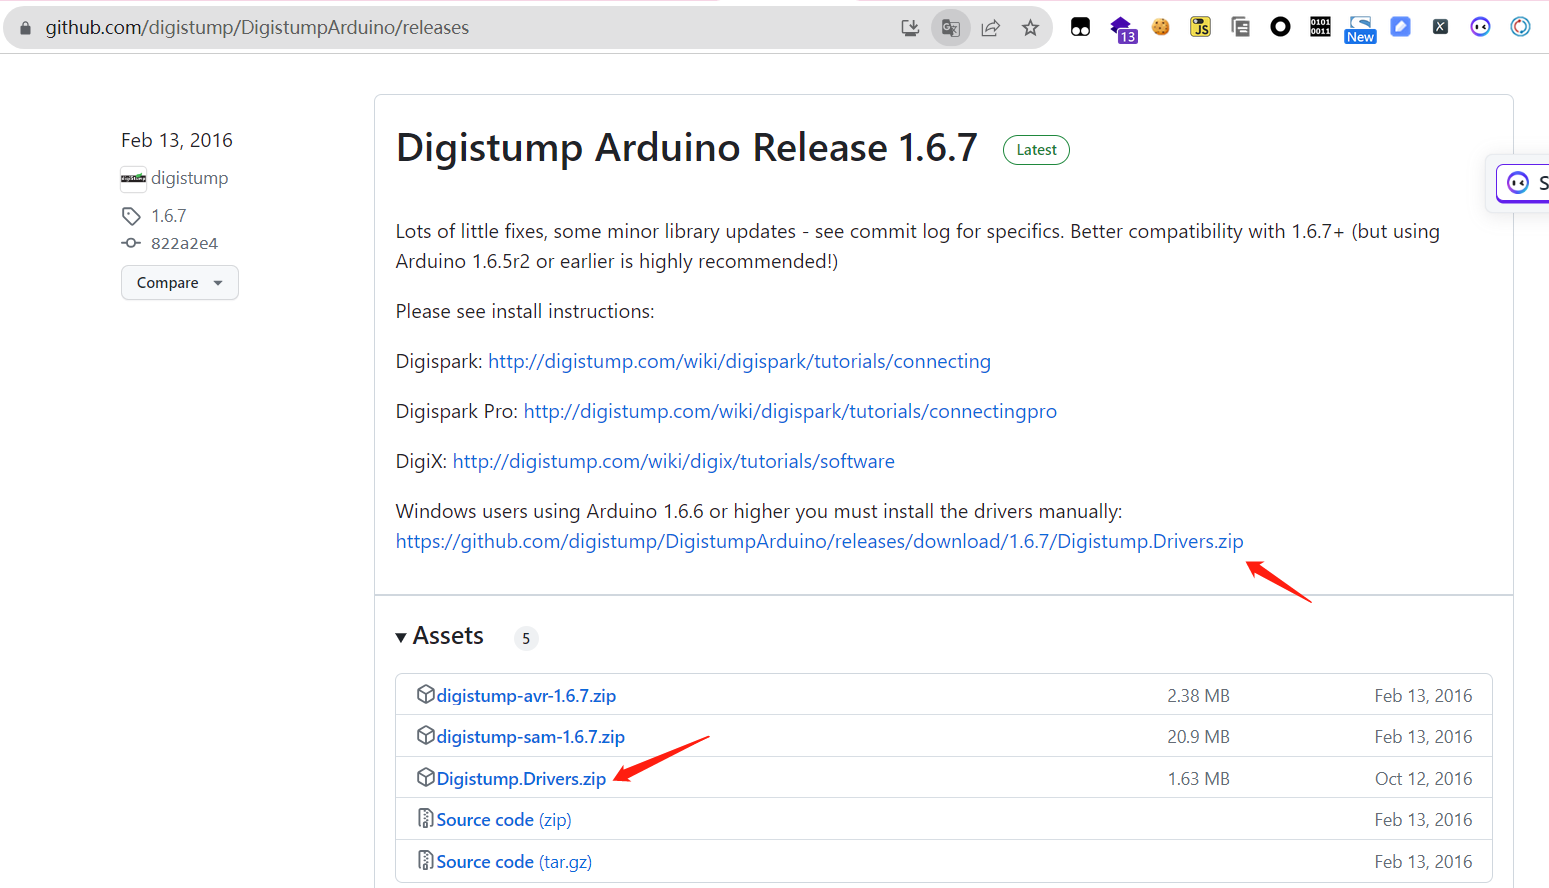 github.com/digistump/DigistumpArduino/releases
13
JS
0101
0011
New
X
Feb 13, 2016
digistump
1.6.7
822a2e4
Compare
Digistump Arduino Release 1.6.7
Latest
S
Lots of little fixes, some minor library updates - see commit log for specifics. Better compatibility with 1.6.7+ (but using
Arduino 1.6.5r2 or earlier is highly recommended!)
Please see install instructions:
Digispark: http://digistump.com/wiki/digispark/tutorials/connecting
Digispark Pro: http://digistump.com/wiki/digispark/tutorials/connectingpro
DigiX: http://digistump.com/wiki/digix/tutorials/software
Windows users using Arduino 1.6.6 or higher you must install the drivers manually:
https://github.com/digistump/DigistumpArduino/releases/download/1.6.7/Digistump.Drivers.zip
Assets 5
digistump-avr-1.6.7.zip 2.38 MB Feb 13, 2016
digistump-sam-1.6.7.zip 20.9 MB Feb 13, 2016
Digistump.Drivers.zip 1.63 MB Oct 12, 2016
Source code (zip) Feb 13, 2016
Source code (tar.gz) Feb 13, 2016